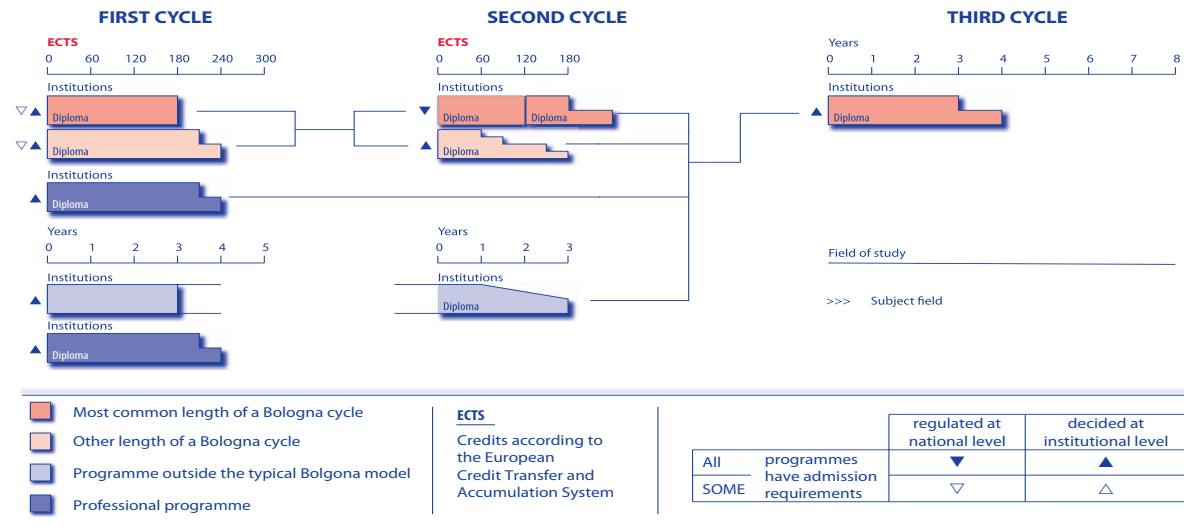 FIRST CYCLE
SECOND CYCLE
THIRD CYCLE
ECTS
0 60 120 180 240 300
Institutions
Diploma
Diploma
Institutions
Diploma
Years
0 1 2 3 4 5
Institutions
Institutions
Diploma
ECTS
0 60 120 180
Institutions
Diploma Diploma
Diploma
Years
0 1 2 3
Institutions
Diploma
Years
0 1 2 3 4 5 6 7 8
Institutions
Diploma
Field of study
>>> Subject field
Most common length of a Bologna cycle
Other length of a Bologna cycle
Programme outside the typical Bolgona model
Professional programme
ECTS
Credits according to
the European
Credit Transfer and
Accumulation System
regulated at
national level
decided at
institutional level
All
SOME
programmes
have admission
requirements